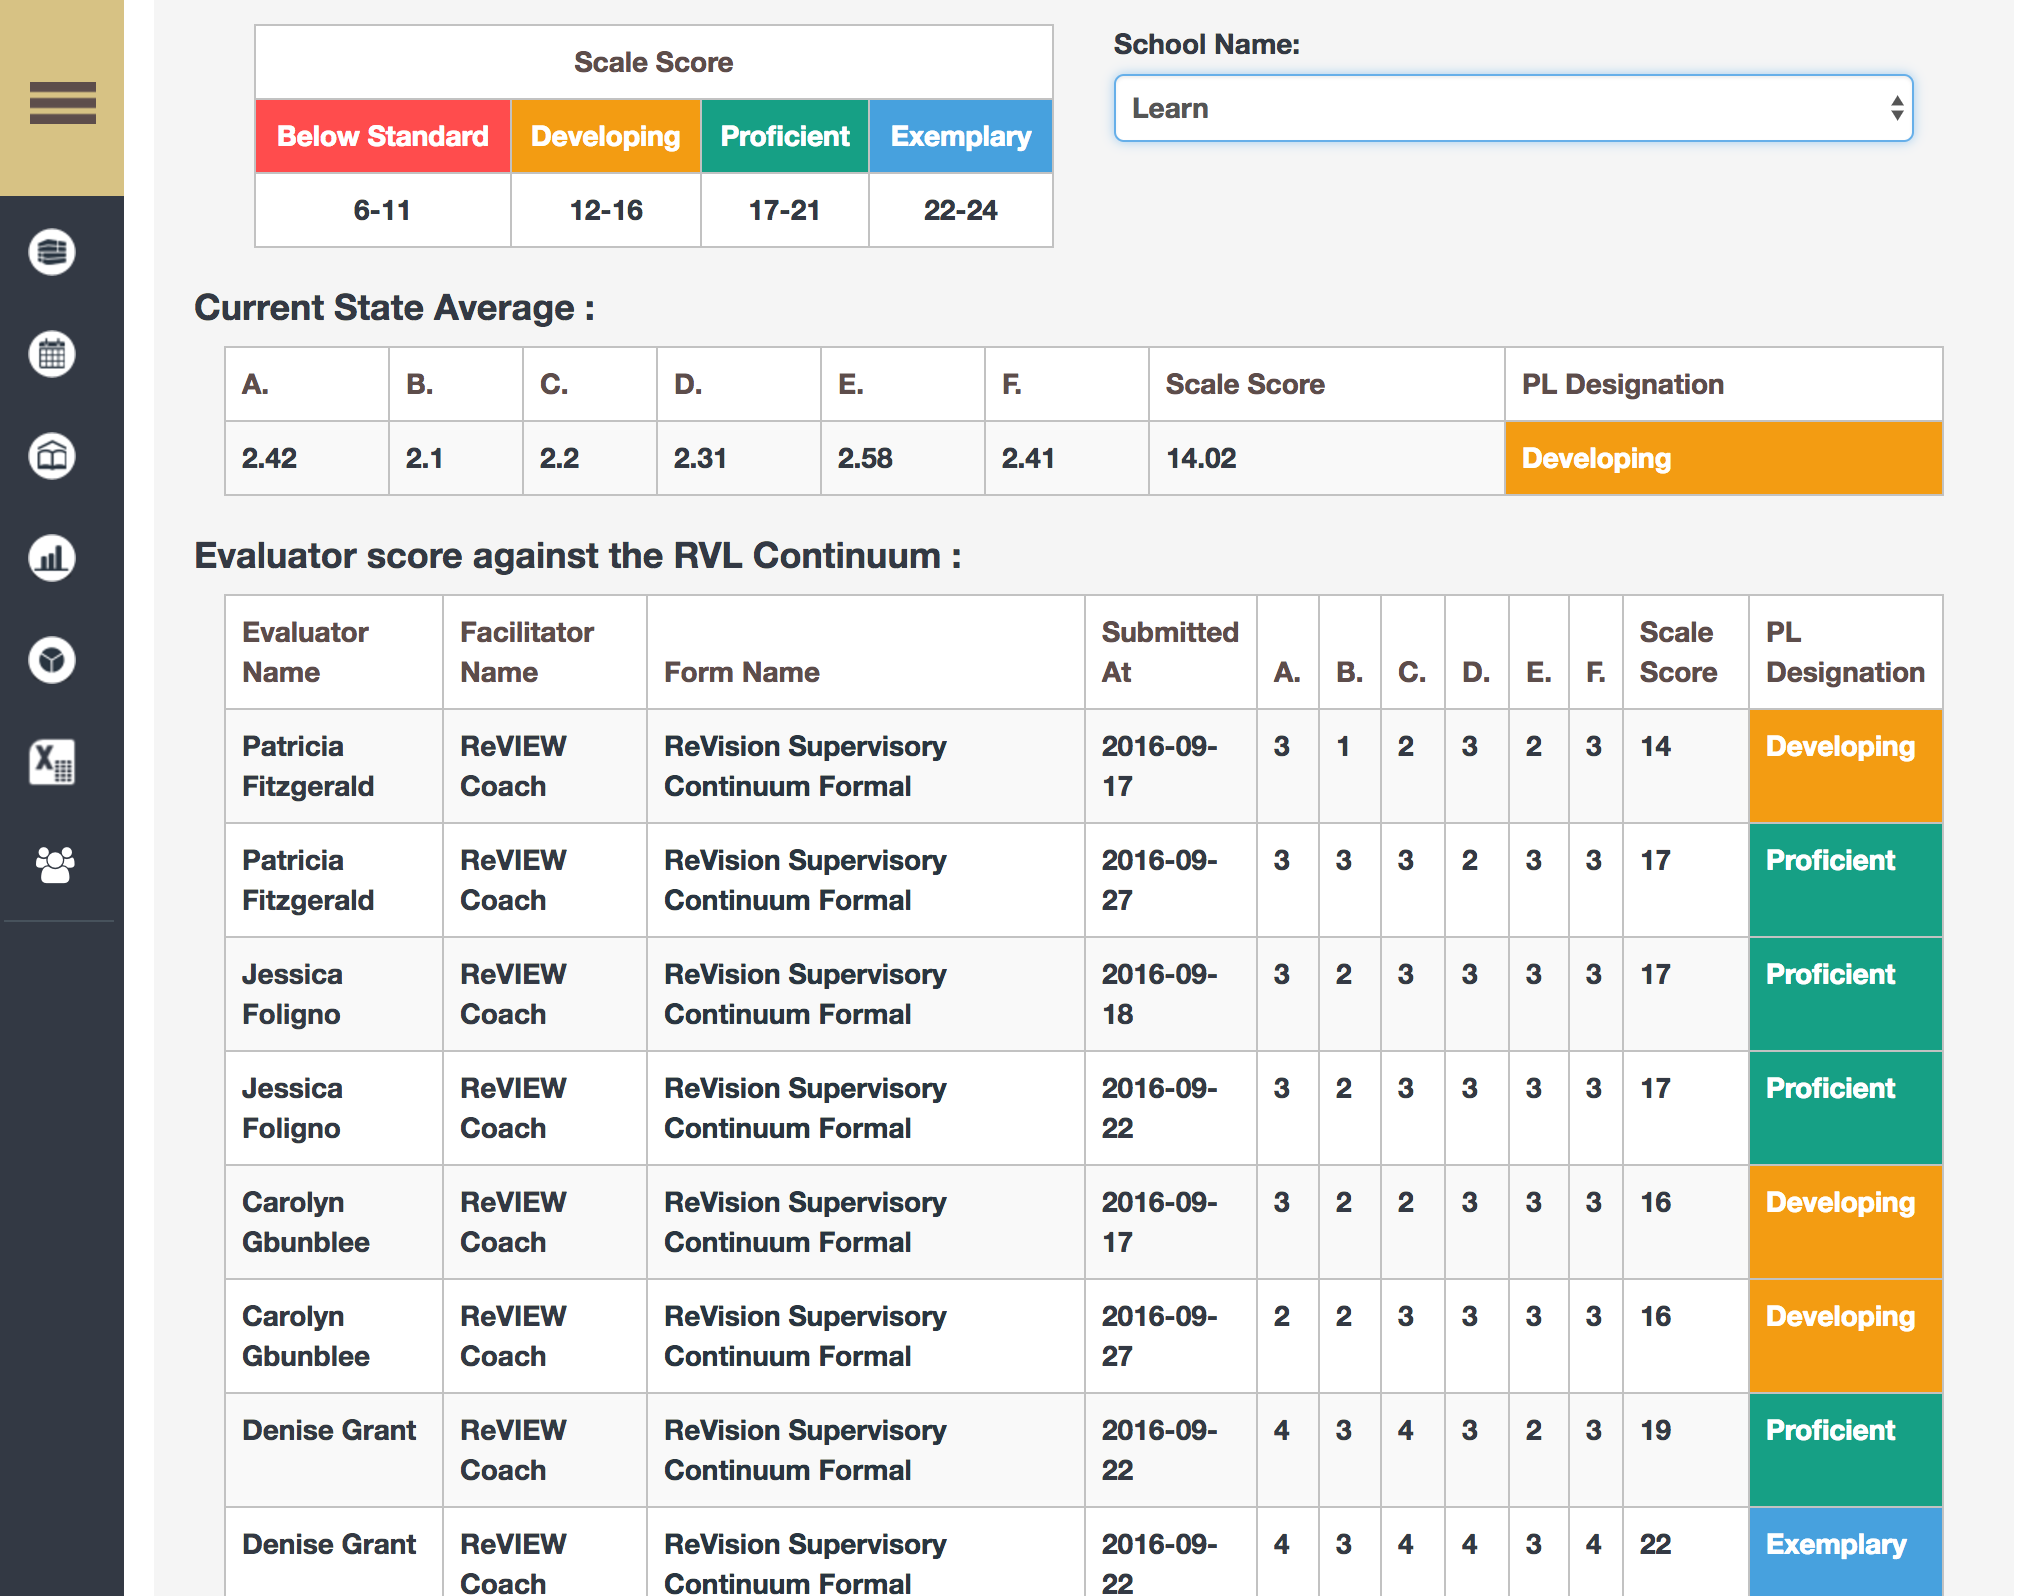 Scale Score
Below Standard Developing Proficient Exemplary
6-11 12-16 17-21 22-24
School Name:
Learn
Current State Average :
A. B. C. D. E. F. Scale Score PL Designation
2.42 2.1 2.2 2.31 2.58 2.41 14.02 Developing
Evaluator score against the RVL Continuum :
Evaluator Facilitator Submitted Scale PL
Name Name Form Name At A. B. C. D. E. F. Score Designation
Patricia ReVIEW ReVision Supervisory 2016-09- 3 1 2 3 2 3 14 Developing
Fitzgerald Coach Continuum Formal 17
Patricia ReVIEW ReVision Supervisory 2016-09- 3 3 3 2 3 3 17 Proficient
Fitzgerald Coach Continuum Formal 27
Jessica ReVIEW ReVision Supervisory 2016-09- 3 2 3 3 3 3 17 Proficient
Foligno Coach Continuum Formal 18
Jessica ReVIEW ReVision Supervisory 2016-09- 3 2 3 3 3 3 17 Proficient
Foligno Coach Continuum Formal 22
Carolyn ReVIEW ReVision Supervisory 2016-09- 3 2 2 3 3 3 16 Developing
Gbunblee Coach Continuum Formal 17
Carolyn ReVIEW ReVision Supervisory 2016-09- 2 2 3 3 3 3 16 Developing
Gbunblee Coach Continuum Formal 27
Denise Grant ReVIEW ReVision Supervisory 2016-09- 4 3 4 3 2 3 19 Proficient
Coach Continuum Formal 22
Denise Grant ReVIEW ReVision Supervisory 2016-09- 4 3 4 4 3 4 22 Exemplary
Coach Continuum Formal 22
X